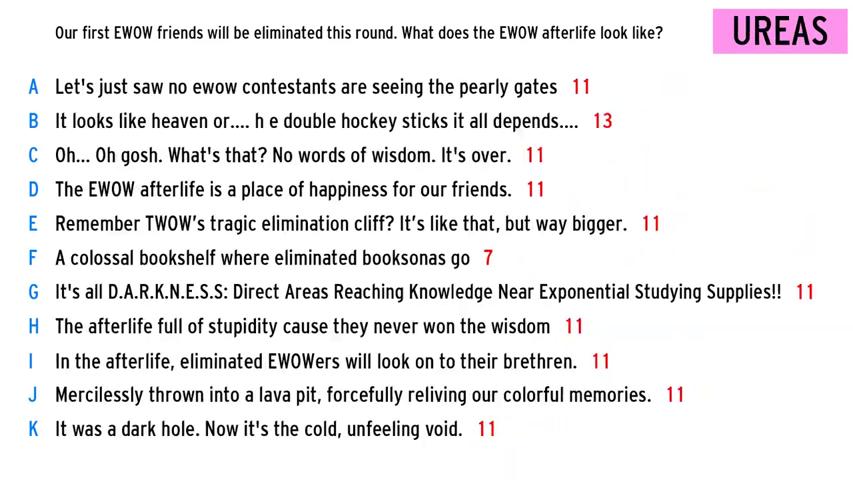 Our first EWOW friends will be eliminated this round. What does the EWOW afterlife look like?
UREAS
A Let's just saw no ewow contestants are seeing the pearly gates 11
B It looks like heaven or.... h e double hockey sticks it all depends.... 13
C Oh... Oh gosh. What's that? No words of wisdom. It's over. 11
D The EWOW afterlife is a place of happiness for our friends. 11
E Remember TWOW’s tragic elimination cliff? It’s like that, but way bigger. 11
F A colossal bookshelf where eliminated booksonas go 7
G It's all D.A.R.K.N.E.S.S: Direct Areas Reaching Knowledge Near Exponential Studying Supplies!! 11
H The afterlife full of stupidity cause they never won the wisdom 11
I In the afterlife, eliminated EWOWers will look on to their brethren. 11
J Mercilessly thrown into a lava pit, forcefully reliving our colorful memories. 11
K It was a dark hole. Now it's the cold, unfeeling void. 11